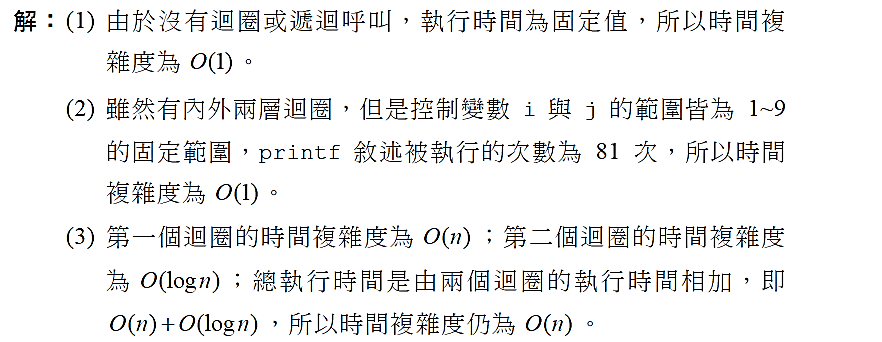 解：(1) 由於沒有迴圈或遞迴呼叫，執行時間為固定值，所以時間複
雜度為 O(1)。
(2) 雖然有內外兩層迴圈，但是控制變數 i 與 j 的範圍皆為 1~9
的固定範圍，printf 敘述被執行的次數為 81 次，所以時間
複雜度為 O(1)。
(3) 第一個迴圈的時間複雜度為 O(n)；第二個迴圈的時間複雜度
為 O(logn)；總執行時間是由兩個迴圈的執行時間相加，即
O(n)+O(logn)，所以時間複雜度仍為 O(n)。